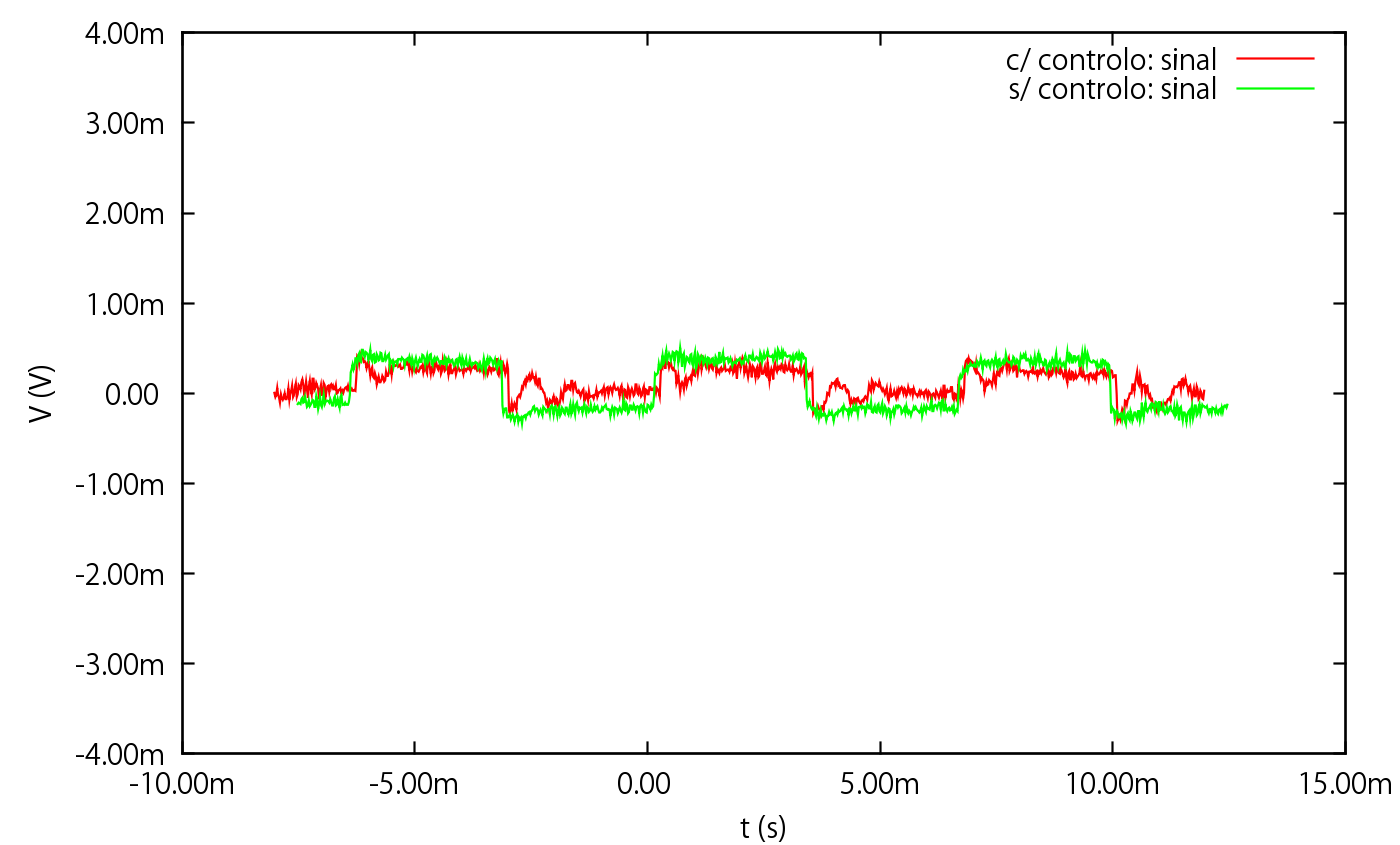 4.00m
c/ controlo: sinal
s/ controlo: sinal
3.00m
2.00m
1.00m
V (V)
0.00
-1.00m
-2.00m
-3.00m
-4.00m
-10.00m -5.00m 0.00 5.00m 10.00m 15.00m
t (s)